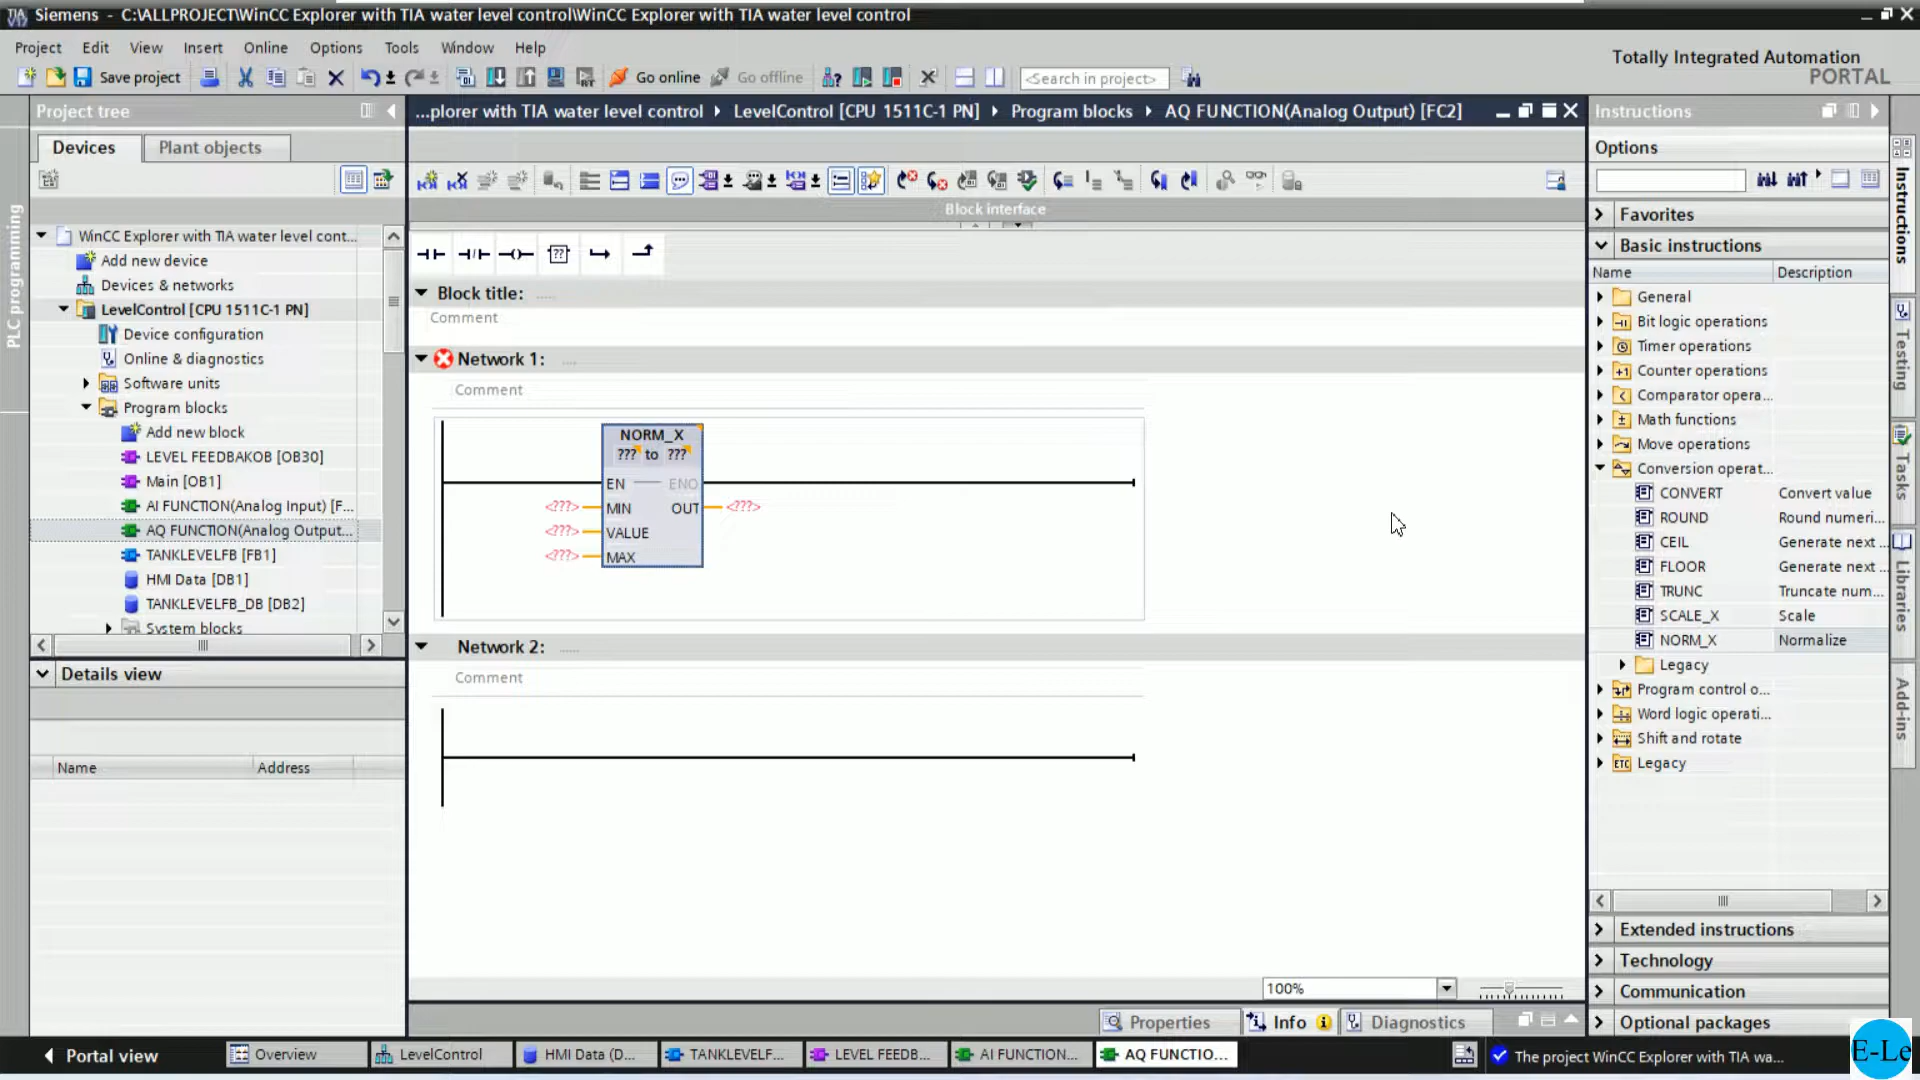 Siemens - C:\ALLPROJECT\WinCC Explorer with TIA water level control\WinCC Explorer with TIA water level control
Project Edit View Insert Online Options Tools Window Help
Totally Integrated Automation
PORTAL
Save project Go online Go offline <Search in project>
Project tree
...plorer with TIA water level control LevelControl [CPU 1511C-1 PN] Program blocks AQ FUNCTION(Analog Output) [FC2]
Instructions
Devices
Plant objects
Options
Block interface
PLC programming
WinCC Explorer with TIA water level cont...
Add new device
Devices & networks
LevelControl [CPU 1511C-1 PN]
Device configuration
Online & diagnostics
Software units
Program blocks
Add new block
LEVEL FEEDBAKOB [OB30]
Main [OB1]
AI FUNCTION(Analog Input) [F...
AQ FUNCTION(Analog Output...
TANKLEVELFB [FB1]
HMI Data [DB1]
TANKLEVELFB_DB [DB2]
System blocks
Details view
Name Address
??
Block title: .....
Comment
Network 1: .....
Comment
NORM_X
??? to ???
EN ENO
<???> MIN OUT <???>
<???> VALUE
<???> MAX
Network 2: .....
Comment
100%
Favorites
Basic instructions
Name Description
General
Bit logic operations
Timer operations
Counter operations
Comparator opera...
Math functions
Move operations
Conversion operat...
CONVERT Convert value
ROUND Round numeri...
CEIL Generate next ...
FLOOR Generate next ...
TRUNC Truncate num...
SCALE_X Scale
NORM_X Normalize
Legacy
Program control o...
Word logic operati...
Shift and rotate
ETC Legacy
Extended instructions
Technology
Communication
Optional packages
Instructions
Testing
Tasks
Libraries
Add-ins
Properties Info Diagnostics
Portal view Overview LevelControl HMI Data (D... TANKLEVELF... LEVEL FEEDB... AI FUNCTION... AQ FUNCTIO... The project WinCC Explorer with TIA wa...
E-Le